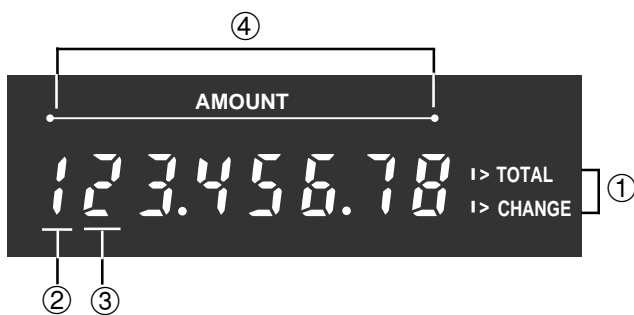 ④
AMOUNT
123.456.78
I> TOTAL
I> CHANGE
①
② ③